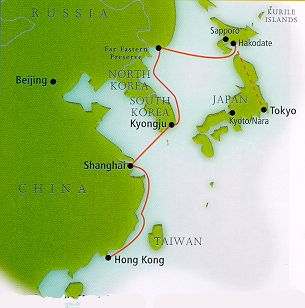 RUSSIA
KURILE
ISLANDS
Sapporo
Hakodate
Far Eastern
Preserve
Beijing
NORTH
KOREA
SOUTH
KOREA
JAPAN
Tokyo
Kyongju
Kyoto/Nara
Shanghai
CHINA
TAIWAN
Hong Kong